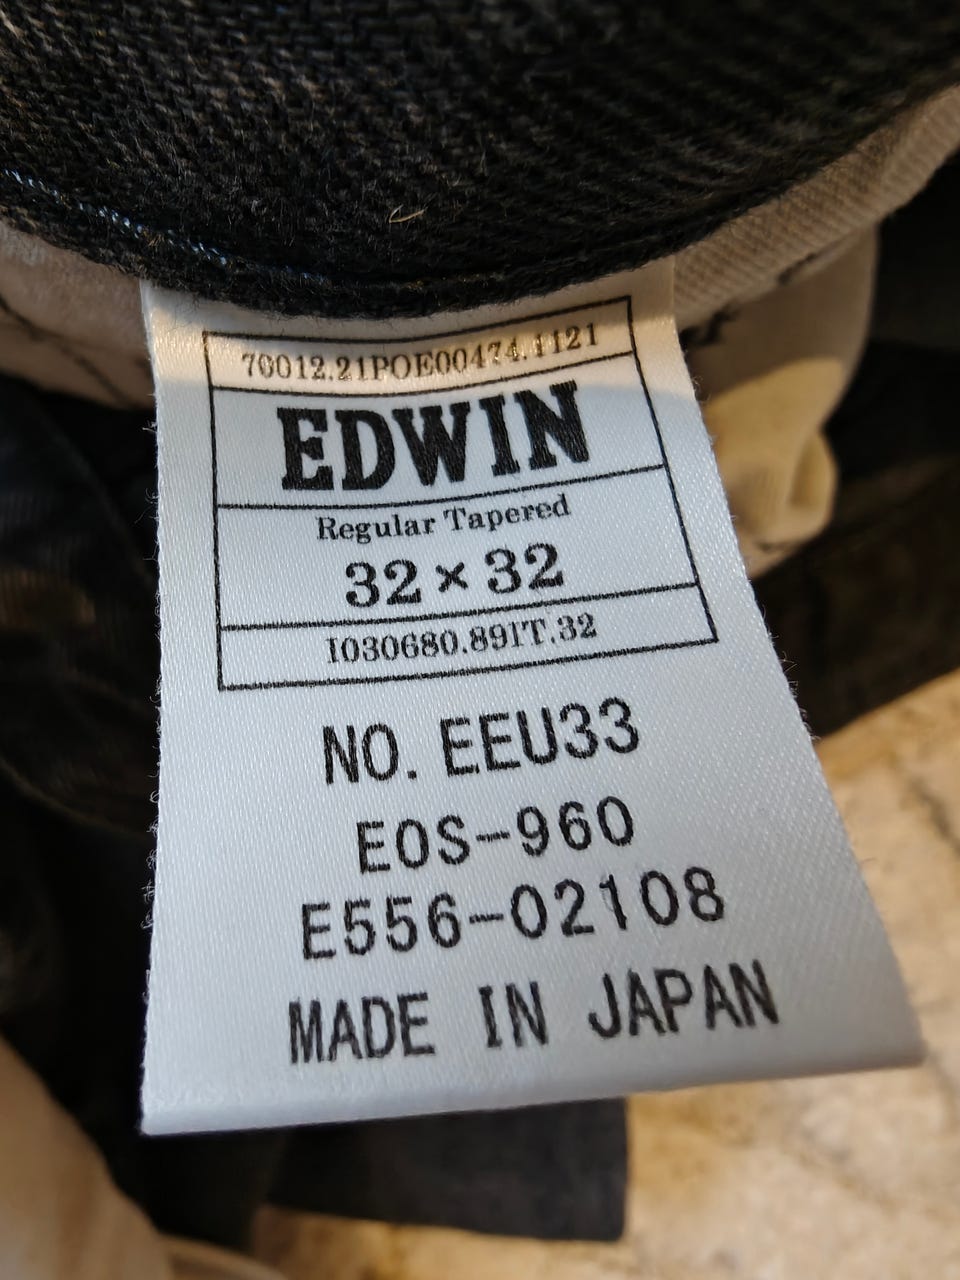 70012.21POE00474.1121
EDWIN
Regular Tapered
32×32
I030680.89IT.32
NO. EEU33
EOS-960
E556-02108
MADE IN JAPAN